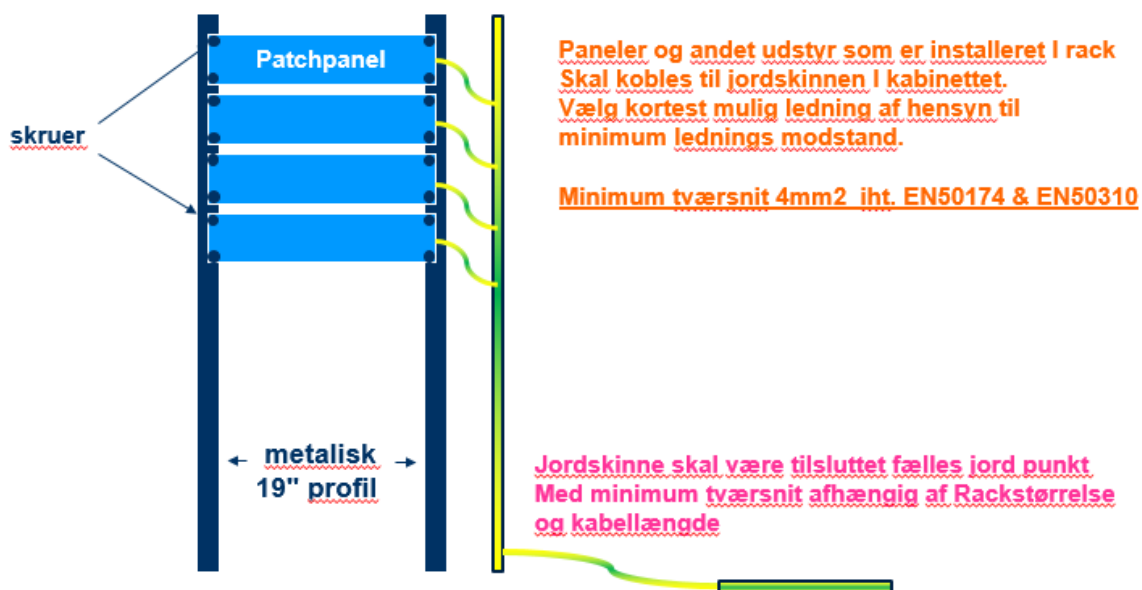 Patchpanel
skruer
Paneler og andet udstyr som er installeret I rack
Skal kobles til jordskinnen I kabinettet.
Vælg kortest mulig ledning af hensyn til
minimum lednings modstand.
Minimum tværsnit 4mm2 iht. EN50174 & EN50310
metalisk
19" profil
Jordskinne skal være tilsluttet fælles jord punkt
Med minimum tværsnit afhængig af Rackstørrelse
og kabellængde